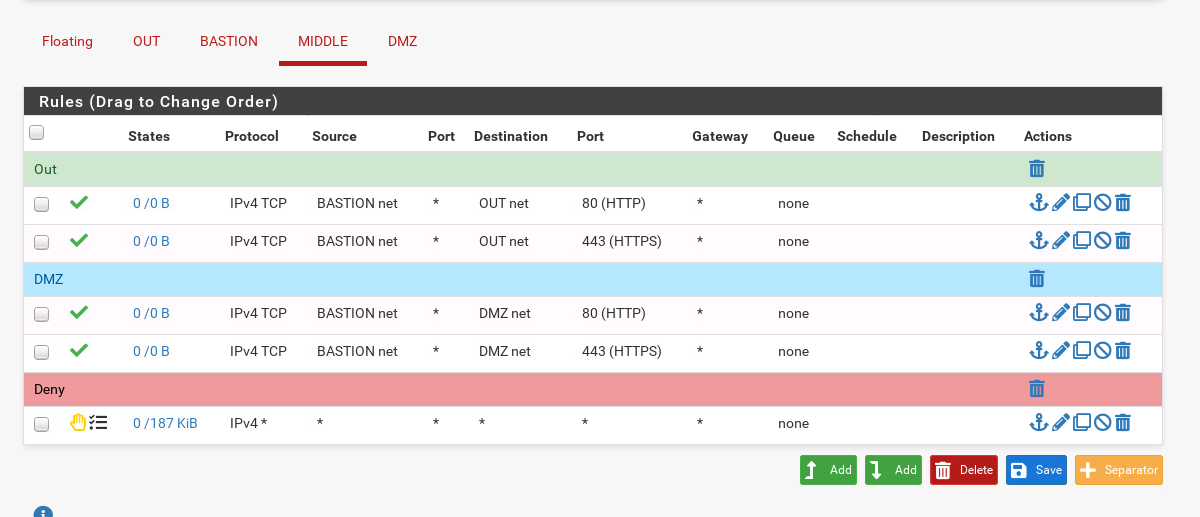 Floating OUT BASTION MIDDLE DMZ
Rules (Drag to Change Order)
States Protocol Source Port Destination Port Gateway Queue Schedule Description Actions
Out
0 /0 B IPv4 TCP BASTION net * OUT net 80 (HTTP) * none
0 /0 B IPv4 TCP BASTION net * OUT net 443 (HTTPS) * none
DMZ
0 /0 B IPv4 TCP BASTION net * DMZ net 80 (HTTP) * none
0 /0 B IPv4 TCP BASTION net * DMZ net 443 (HTTPS) * none
Deny
0 /187 KiB IPv4 * * * * * * none
Add Add Delete Save Separator